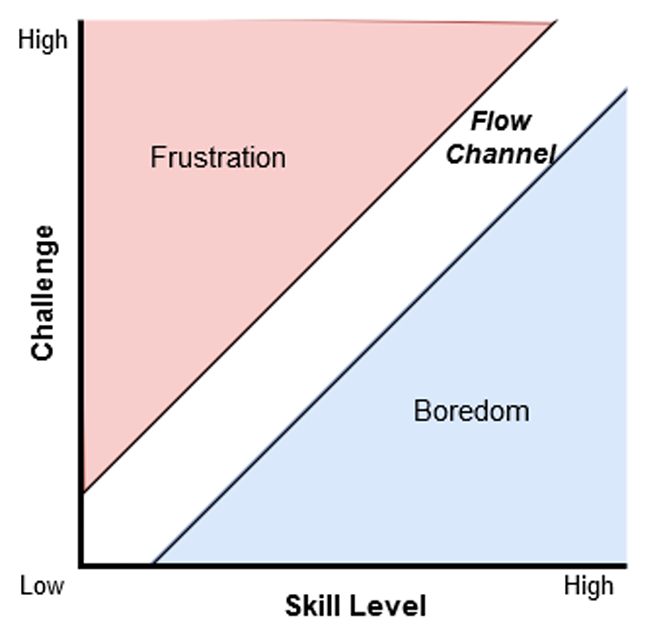 High
Flow
Channel
Frustration
Challenge
Boredom
Low
High
Skill Level